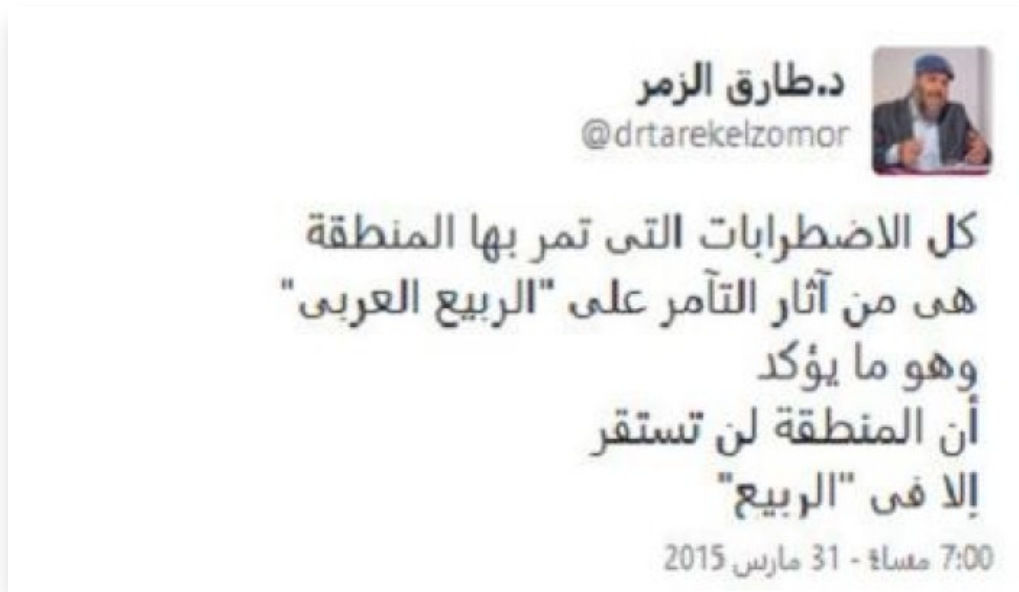 د.طارق الزمر
@drtarekelzomor
كل الاضطرابات التى تمر بها المنطقة
هى من آثار التآمر على "الربيع العربى"
وهو ما يؤكد
أن المنطقة لن تستقر
إلا فى "الربيع"
7:00 مساءً - 31 مارس 2015